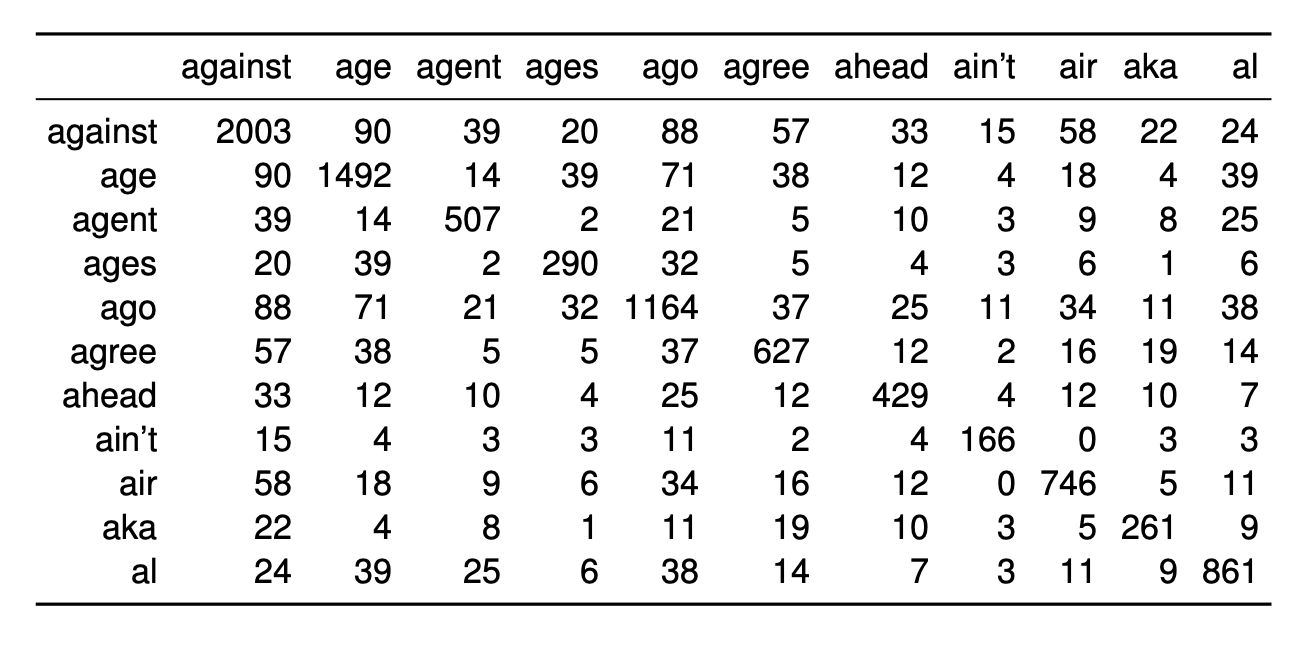 against age agent ages ago agree ahead ain’t air aka al
against 2003 90 39 20 88 57 33 15 58 22 24
age 90 1492 14 39 71 38 12 4 18 4 39
agent 39 14 507 2 21 5 10 3 9 8 25
ages 20 39 2 290 32 5 4 3 6 1 6
ago 88 71 21 32 1164 37 25 11 34 11 38
agree 57 38 5 5 37 627 12 2 16 19 14
ahead 33 12 10 4 25 12 429 4 12 10 7
ain’t 15 4 3 3 11 2 4 166 0 3 3
air 58 18 9 6 34 16 12 0 746 5 11
aka 22 4 8 1 11 19 10 3 5 261 9
al 24 39 25 6 38 14 7 3 11 9 861